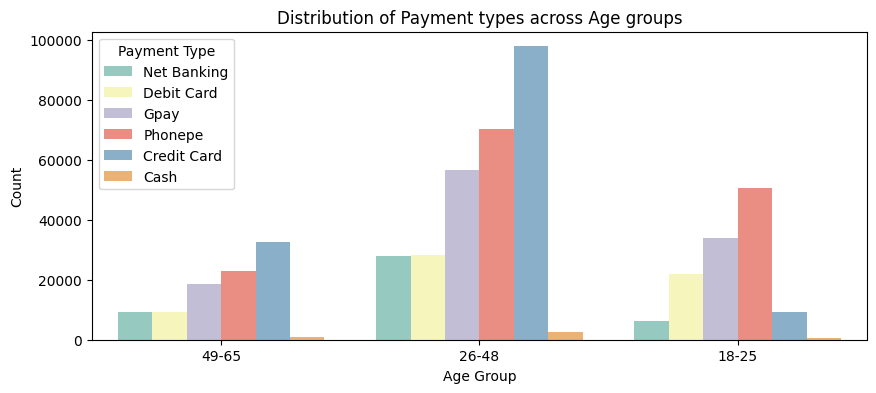 Distribution of Payment types across Age groups
Payment Type
Net Banking
Debit Card
Gpay
Phonepe
Credit Card
Cash
Count
100000
80000
60000
40000
20000
0
49-65
26-48
18-25
Age Group